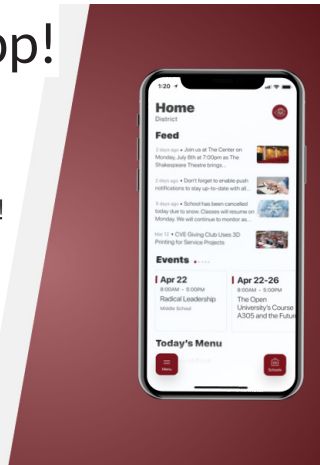 op!
!
1:20
Home
District
Feed
2 days ago • Join us at The Center on
Monday, July 9th at 7:00pm as The
Shakespeare Theatre brings...
3 days ago • Don't forget to enable push
notifications to stay up-to-date with all...
9 days ago • School has been cancelled
today due to snow. Classes will resume on
Monday. We will continue to monitor as...
Mar 12 • CVE Giving Club Uses 3D
Printing for Service Projects
Events
Apr 22
8:00AM - 5:00PM
Radical Leadership
Middle School
Apr 22-26
8:00AM - 5:00PM
The Open
University's Course
A305 and the Future
Today's Menu
Menu
Schools